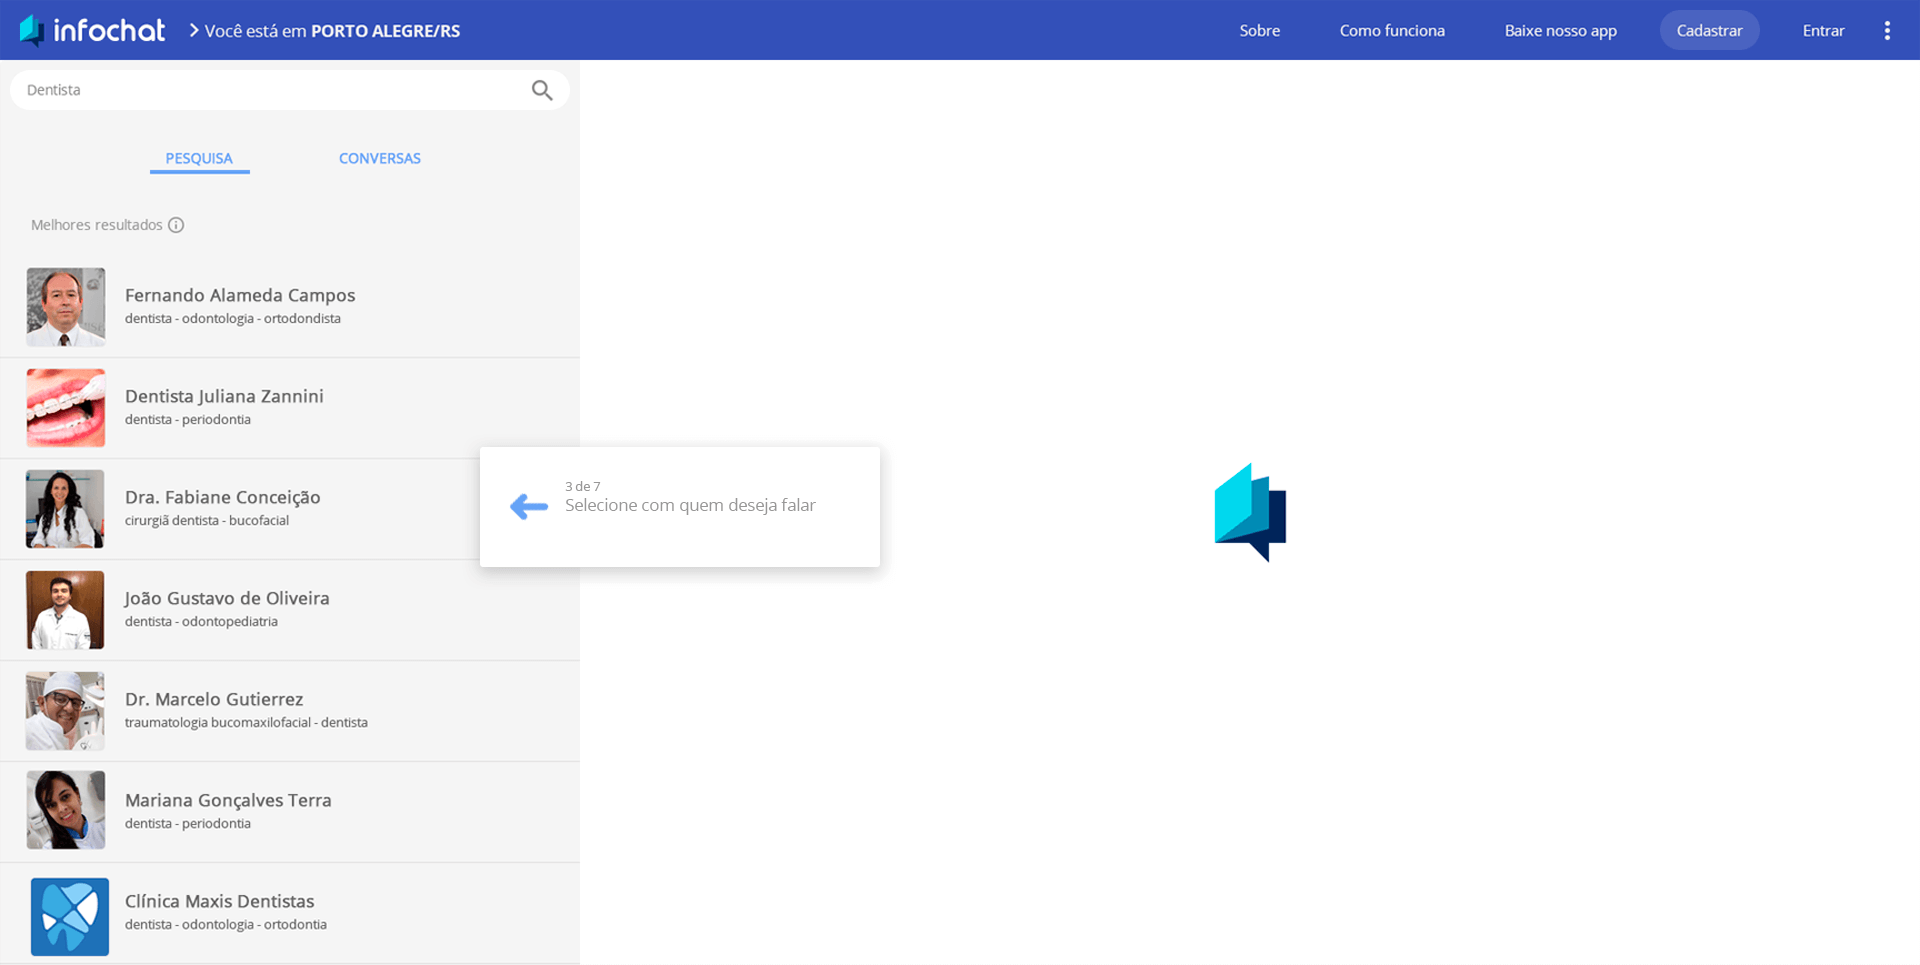 infochat
Você está em PORTO ALEGRE/RS
Sobre
Como funciona
Baixe nosso app
Cadastrar
Entrar
Dentista
PESQUISA
CONVERSAS
Melhores resultados
Fernando Alameda Campos
dentista - odontologia - ortodondista
Dentista Juliana Zannini
dentista - periodontia
Dra. Fabiane Conceição
cirurgiã dentista - bucofacial
João Gustavo de Oliveira
dentista - odontopediatria
Dr. Marcelo Gutierrez
traumatologia bucomaxilofacial - dentista
Mariana Gonçalves Terra
dentista - periodontia
Clínica Maxis Dentistas
dentista - odontologia - ortodontia
3 de 7
Selecione com quem deseja falar